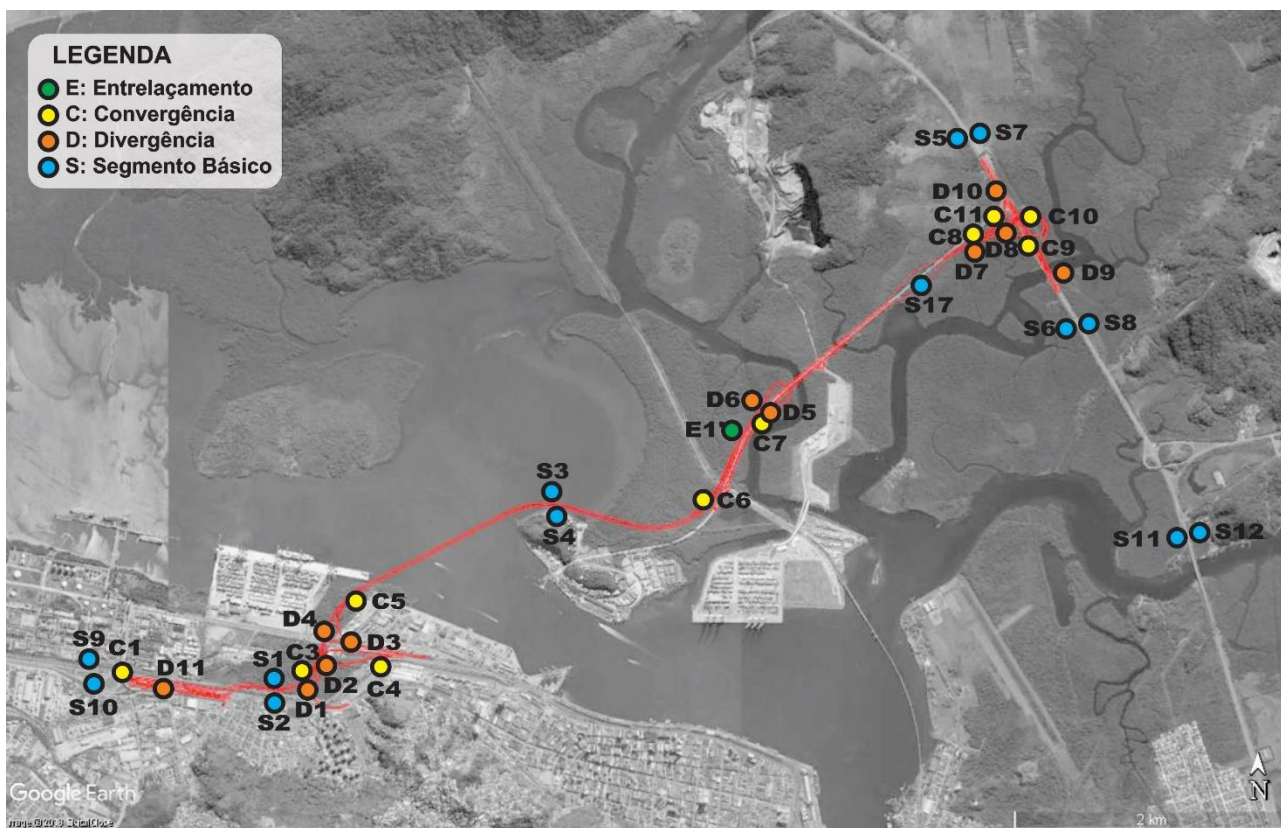 LEGENDA
E: Entrelaçamento
C: Convergência
D: Divergência
S: Segmento Básico
S5
S7
D10
C11
C10
C8
D8
C9
D7
D9
S17
S6
S8
D6
D5
E1'
C7
S3
C6
S4
S11
S12
C5
D4
D3
S9
C1
C3
D11
S1
D2
C4
S10
S2
D1
Google Earth
N
2 km